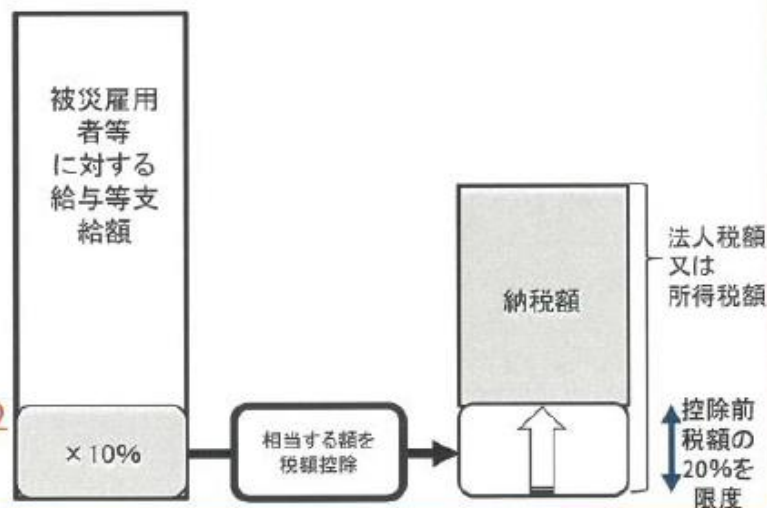 被災雇用
者等
に対する
給与等支
給額
×10%
相当する額を
税額控除
納税額
法人税額
又は
所得税額
控除前
税額の
20%を
限度